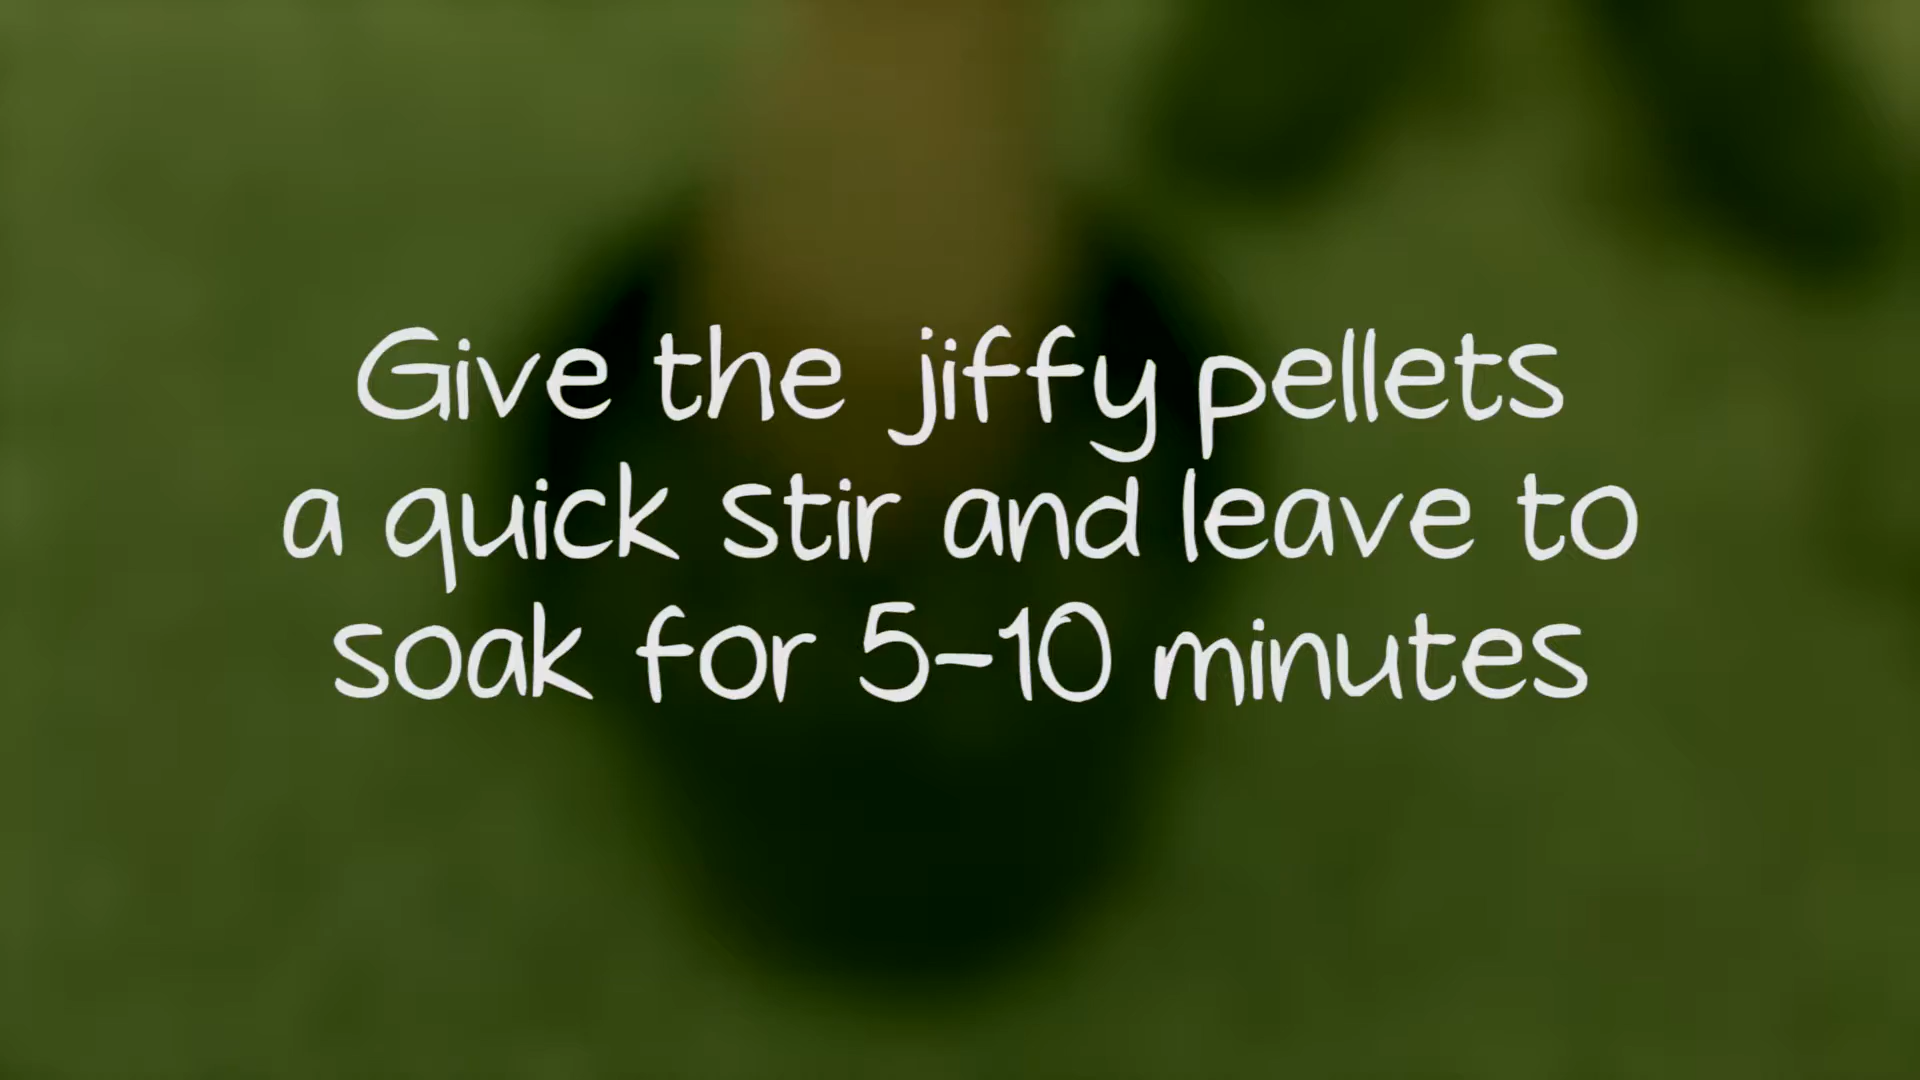 Give the jiffy pellets
a quick stir and leave to
soak for 5-10 minutes